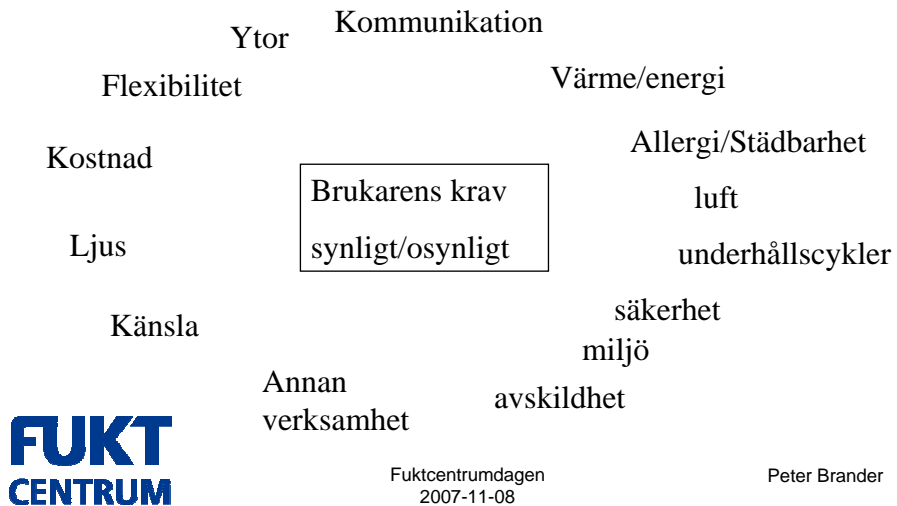 Kommunikation
Ytor
Värme/energi
Flexibilitet
Allergi/Städbarhet
Kostnad
Brukarens krav
luft
Ljus
synligt/osynligt
underhållscykler
säkerhet
Känsla
miljö
Annan
verksamhet
avskildhet
FUKT
CENTRUM
Fuktcentrumdagen
2007-11-08
Peter Brander